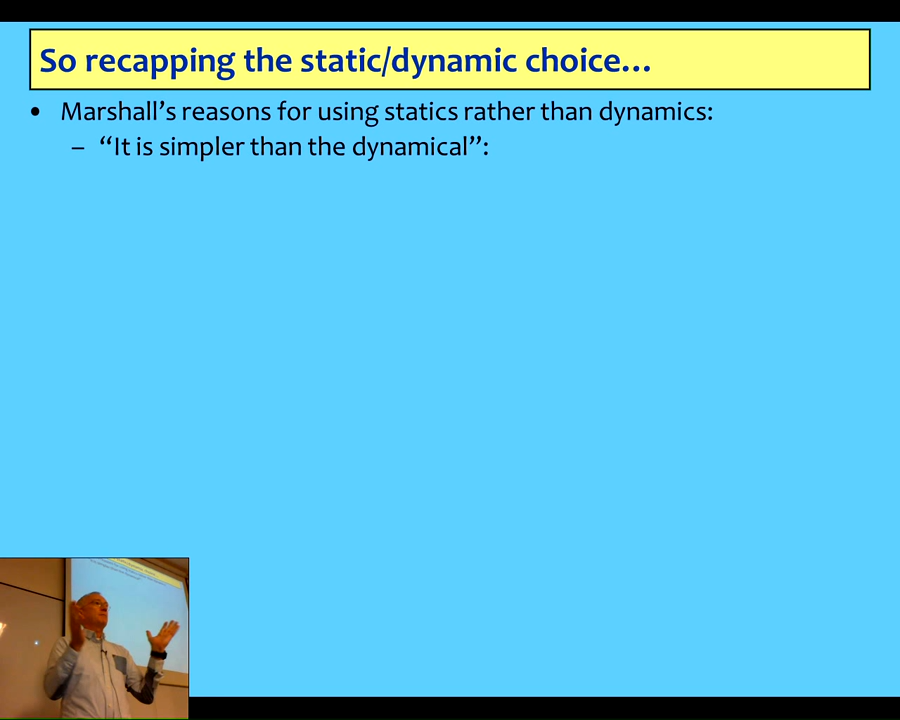 So recapping the static/dynamic choice…
• Marshall’s reasons for using statics rather than dynamics:
– “It is simpler than the dynamical”: